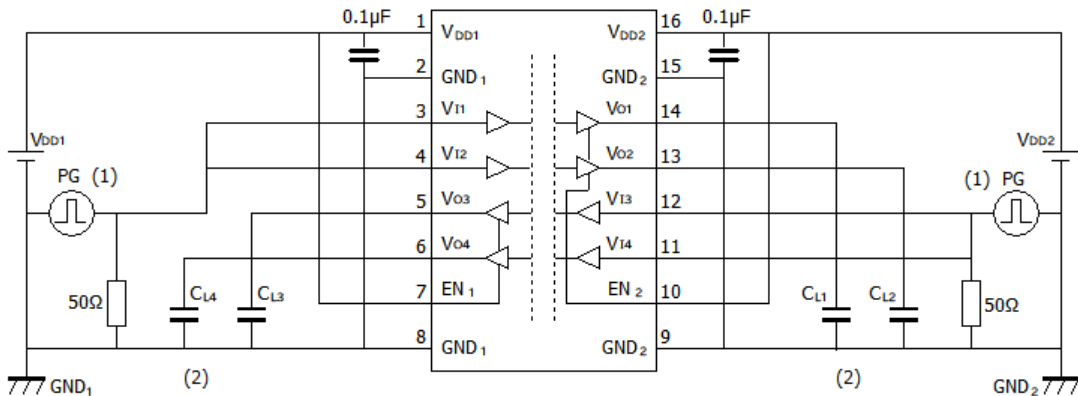 0.1μF 1 16 0.1μF
VDD1 VDD2
2 15
GND1 GND2
3 VI1 VO1 14
VDD1 VDD2
4 VI2 VO2 13
PG (1) (1) PG
5 VO3 VI3 12
6 VO4 VI4 11
50Ω CL4 CL3 7 EN1 EN2 10 CL1 CL2 50Ω
8 GND1 GND2 9
GND1 (2) (2) GND2